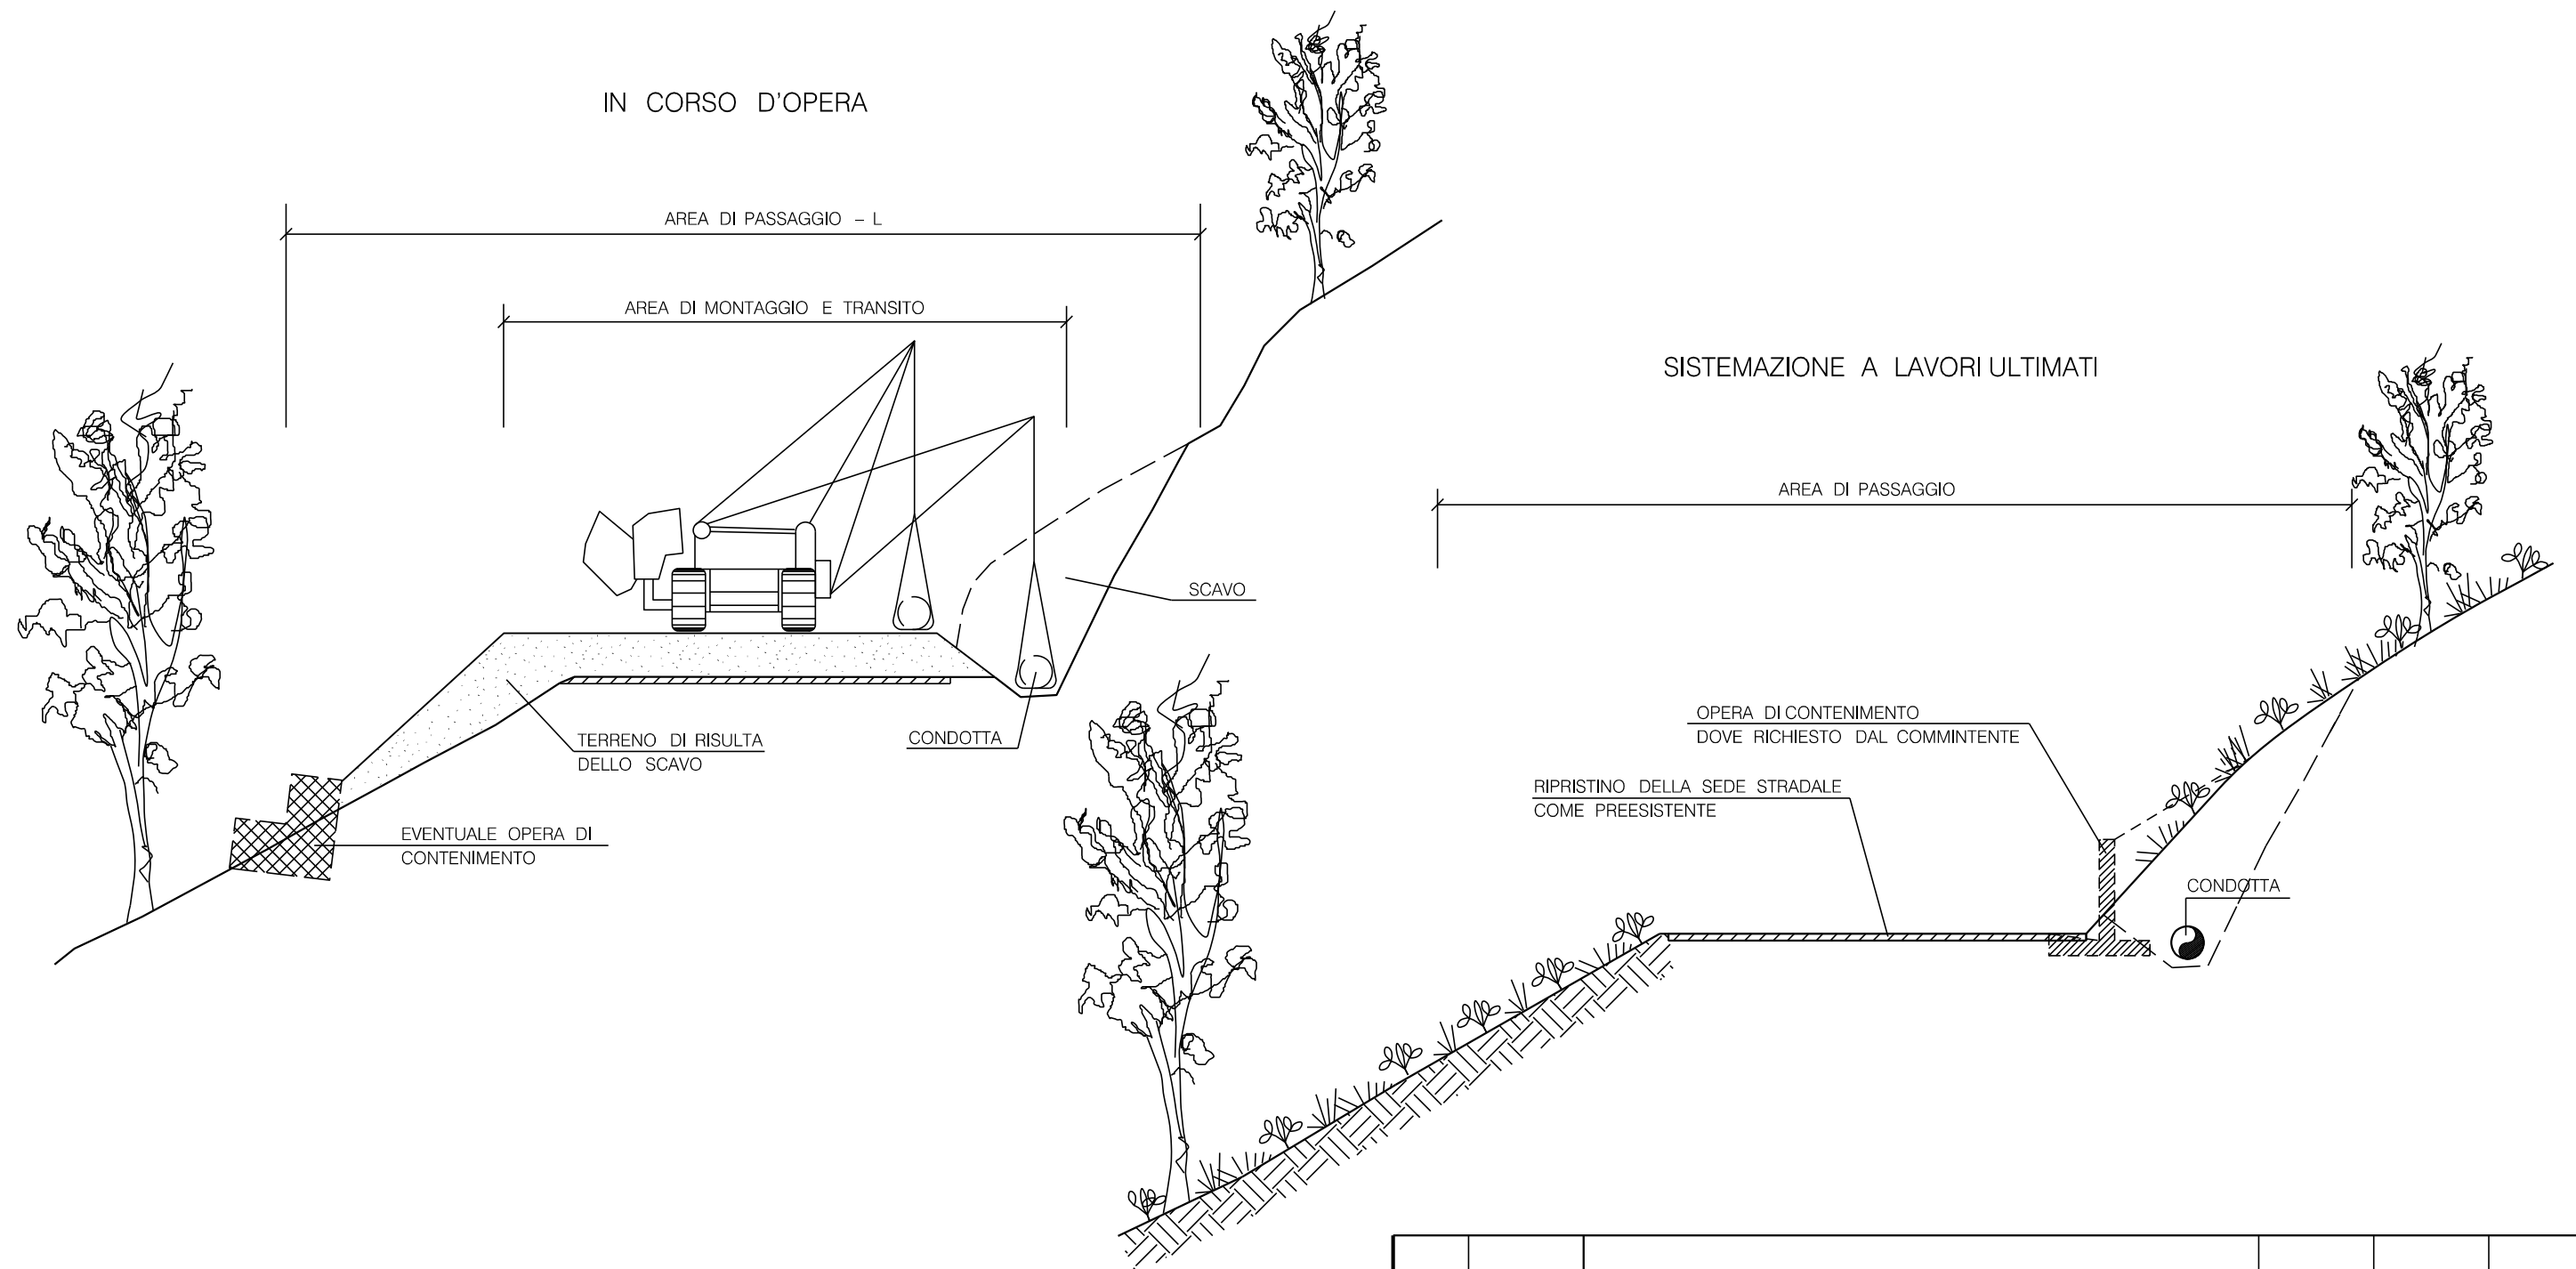 IN CORSO D'OPERA
AREA DI PASSAGGIO – L
AREA DI MONTAGGIO E TRANSITO
SCAVO
TERRENO DI RISULTA
DELLO SCAVO
CONDOTTA
EVENTUALE OPERA DI
CONTENIMENTO
SISTEMAZIONE A LAVORI ULTIMATI
AREA DI PASSAGGIO
OPERA DI CONTENIMENTO
DOVE RICHIESTO DAL COMMINTENTE
RIPRISTINO DELLA SEDE STRADALE
COME PREESISTENTE
CONDOTTA